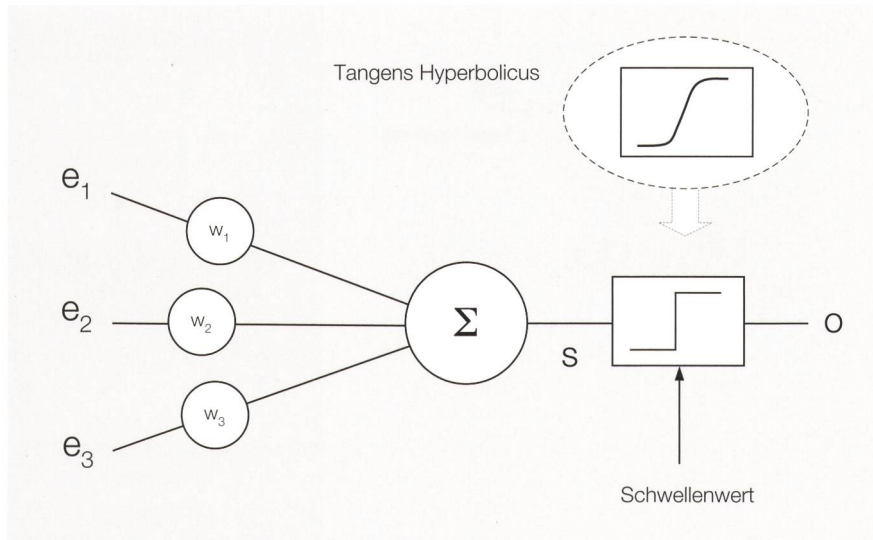 Tangens Hyperbolicus
e1
w1
e2
w2
Σ
S
O
w3
e3
Schwellenwert